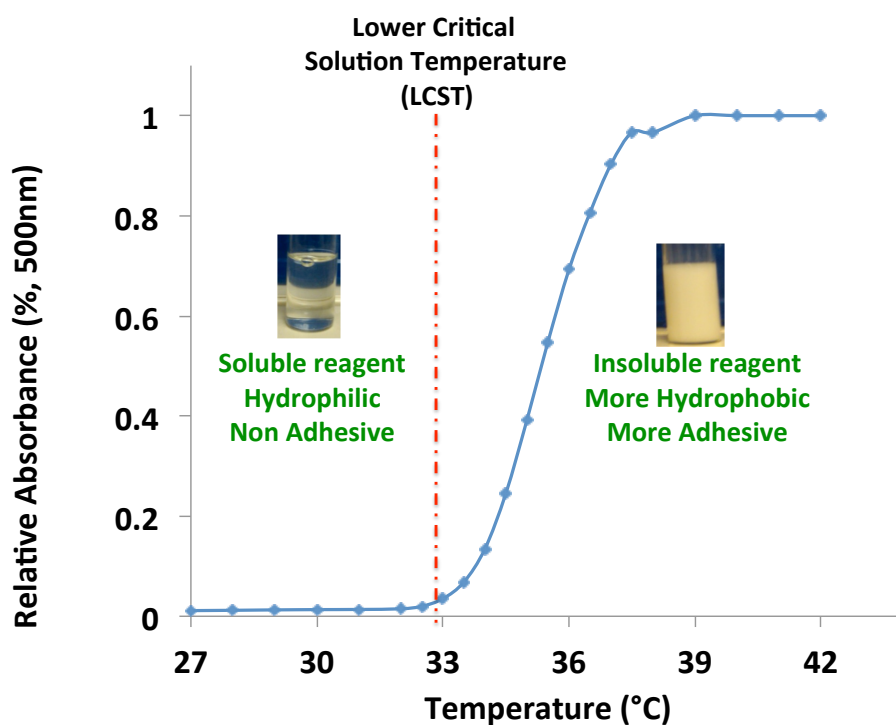 Lower Critical
Solution Temperature
(LCST)
Relative Absorbance (%, 500nm)
1
0.8
0.6
0.4
0.2
0
Soluble reagent
Hydrophilic
Non Adhesive
Insoluble reagent
More Hydrophobic
More Adhesive
27 30 33 36 39 42
Temperature (°C)